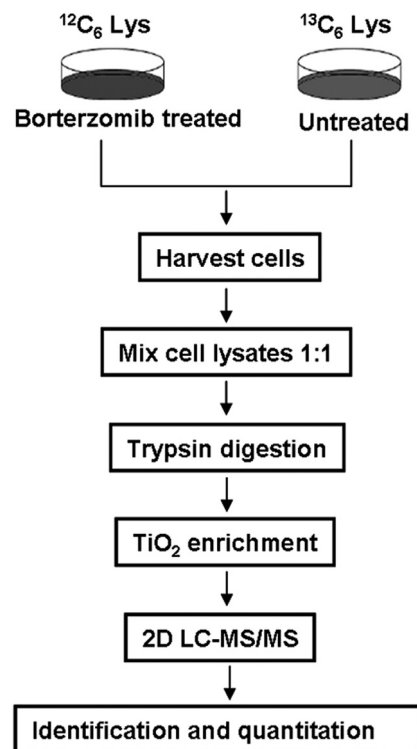 ¹²C₆ Lys
¹³C₆ Lys
Borterzomib treated
Untreated
Harvest cells
Mix cell lysates 1:1
Trypsin digestion
TiO₂ enrichment
2D LC-MS/MS
Identification and quantitation